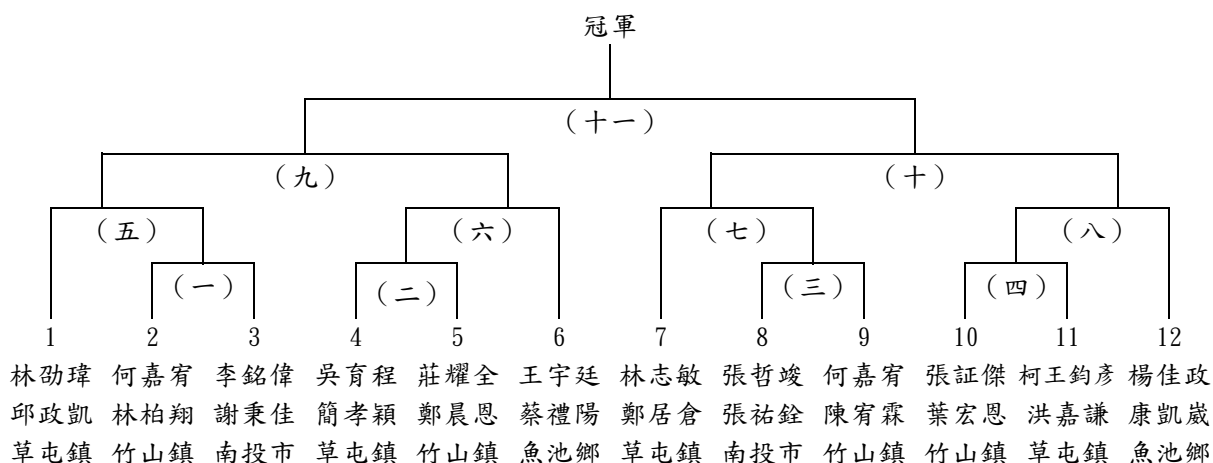 冠軍
(十一)
(九) (十)
(五) (六) (七) (八)
(一) (二) (三) (四)
1 2 3 4 5 6 7 8 9 10 11 12
林劭瑋 何嘉宥 李銘偉 吳育程 莊耀全 王宇廷 林志敏 張哲竣 何嘉宥 張証傑 柯王鈞彥 楊佳政
邱政凱 林柏翔 謝秉佳 簡孝穎 鄭晨恩 蔡禮陽 鄭居倉 張祐銓 陳宥霖 葉宏恩 洪嘉謙 康凱崴
草屯鎮 竹山鎮 南投市 草屯鎮 竹山鎮 魚池鄉 草屯鎮 南投市 竹山鎮 竹山鎮 草屯鎮 魚池鄉